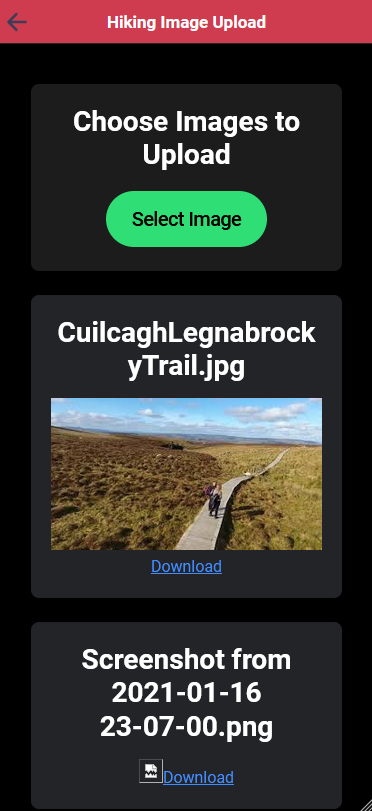 Hiking Image Upload
Choose Images to
Upload
Select Image
CuilcaghLegnabrock
yTrail.jpg
Download
Screenshot from
2021-01-16
23-07-00.png
Download